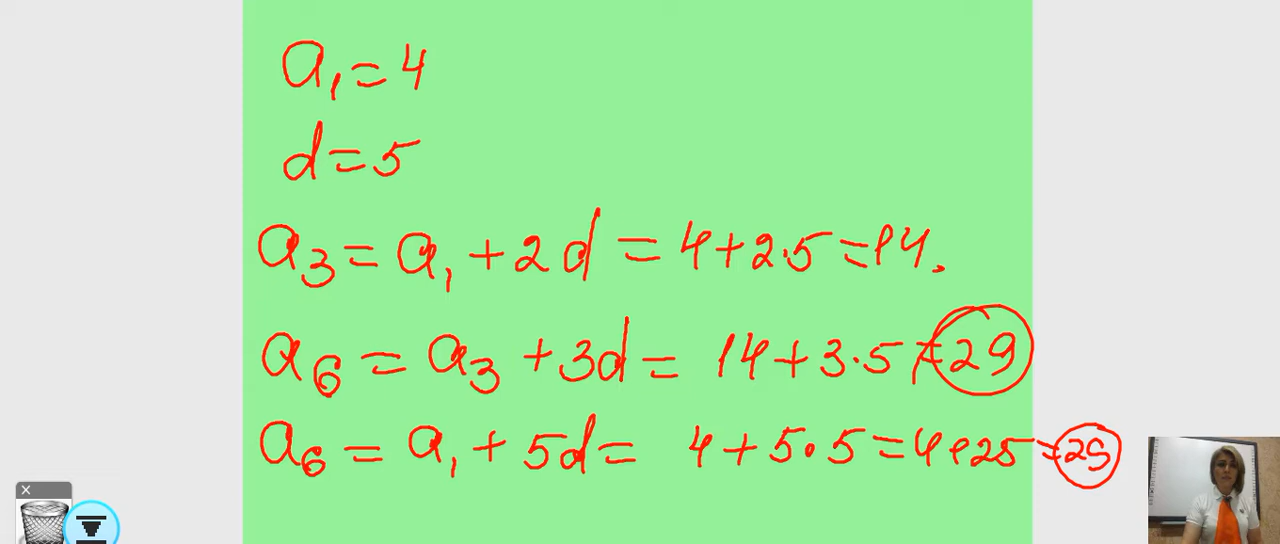 a₁=4
d=5
a₃=a₁+2d=4+2·5=14.
a₆=a₃+3d=14+3·5=29
a₆=a₁+5d=4+5·5=4+25=29